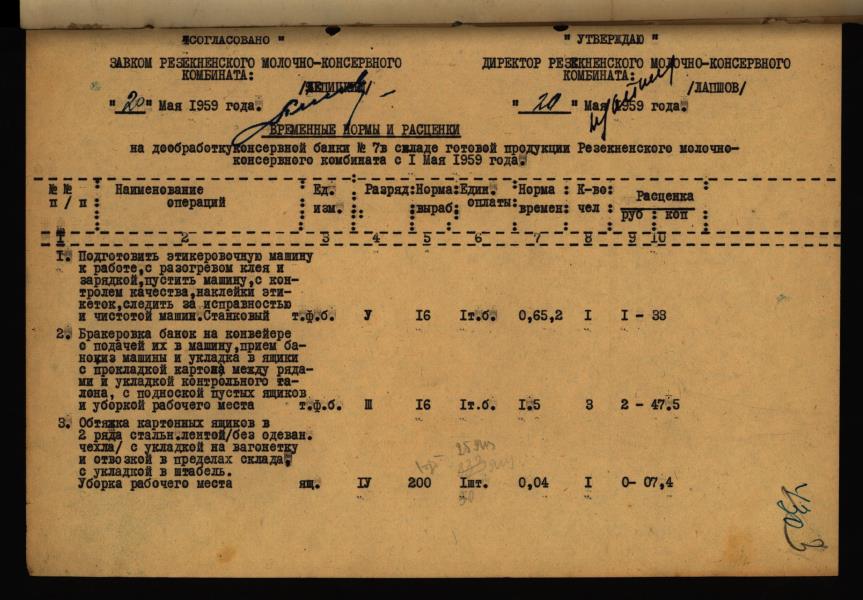 "СОГЛАСОВАНО "
" УТВЕРЖДАЮ "
ЗАВКОМ РЕЗЕКНЕНСКОГО МОЛОЧНО-КОНСЕРВНОГО
КОМБИНАТА:
ДИРЕКТОР РЕЗЕКНЕНСКОГО МОЛОЧНО-КОНСЕРВНОГО
КОМБИНАТА:
/ЛАПШОВ/
" 20 " Мая 1959 года.
" 20 " Мая 1959 года.
ВРЕМЕННЫЕ НОРМЫ И РАСЦЕНКИ
на дообработку консервной банки № 7в складе готовой продукции Резекненского молочно-
консервного комбината с I Мая I959 года.
№ № п / п : Наименование операций : Ед. изм. : Разряд : Норма выраб. : Един. оплаты : Норма времен. : К-во чел : Расценка руб : коп
I 2 3 4 5 6 7 8 9 10
I. Подготовить этикеровочную машину
к работе,с разогревом клея и
зарядкой,пустить машину,с кон-
тролем качества,наклейки эти-
кеток,следить за исправностью
и чистотой машин.Станковый т.ф.б. У I6 Iт.б. 0,65,2 I I - 33
2. Бракеровка банок на конвейере
с подачей их в машину,прием ба-
нокиз машины и укладка в ящики
с прокладкой картона между ряда-
ми и укладкой контрольного та-
лона, с подноской пустых ящиков
и уборкой рабочего места т.ф.б. Ш I6 Iт.б. I.5 3 2 - 47.5
3. Обтяжка картонных ящиков в
2 ряда стальн.лентой/без одеван.
чехла/ с укладкой на вагонетку
и отвозкой в пределах склада,
с укладкой в штабель.
Уборка рабочего места ящ. IУ 200 Iшт. 0,04 I 0- 07,4